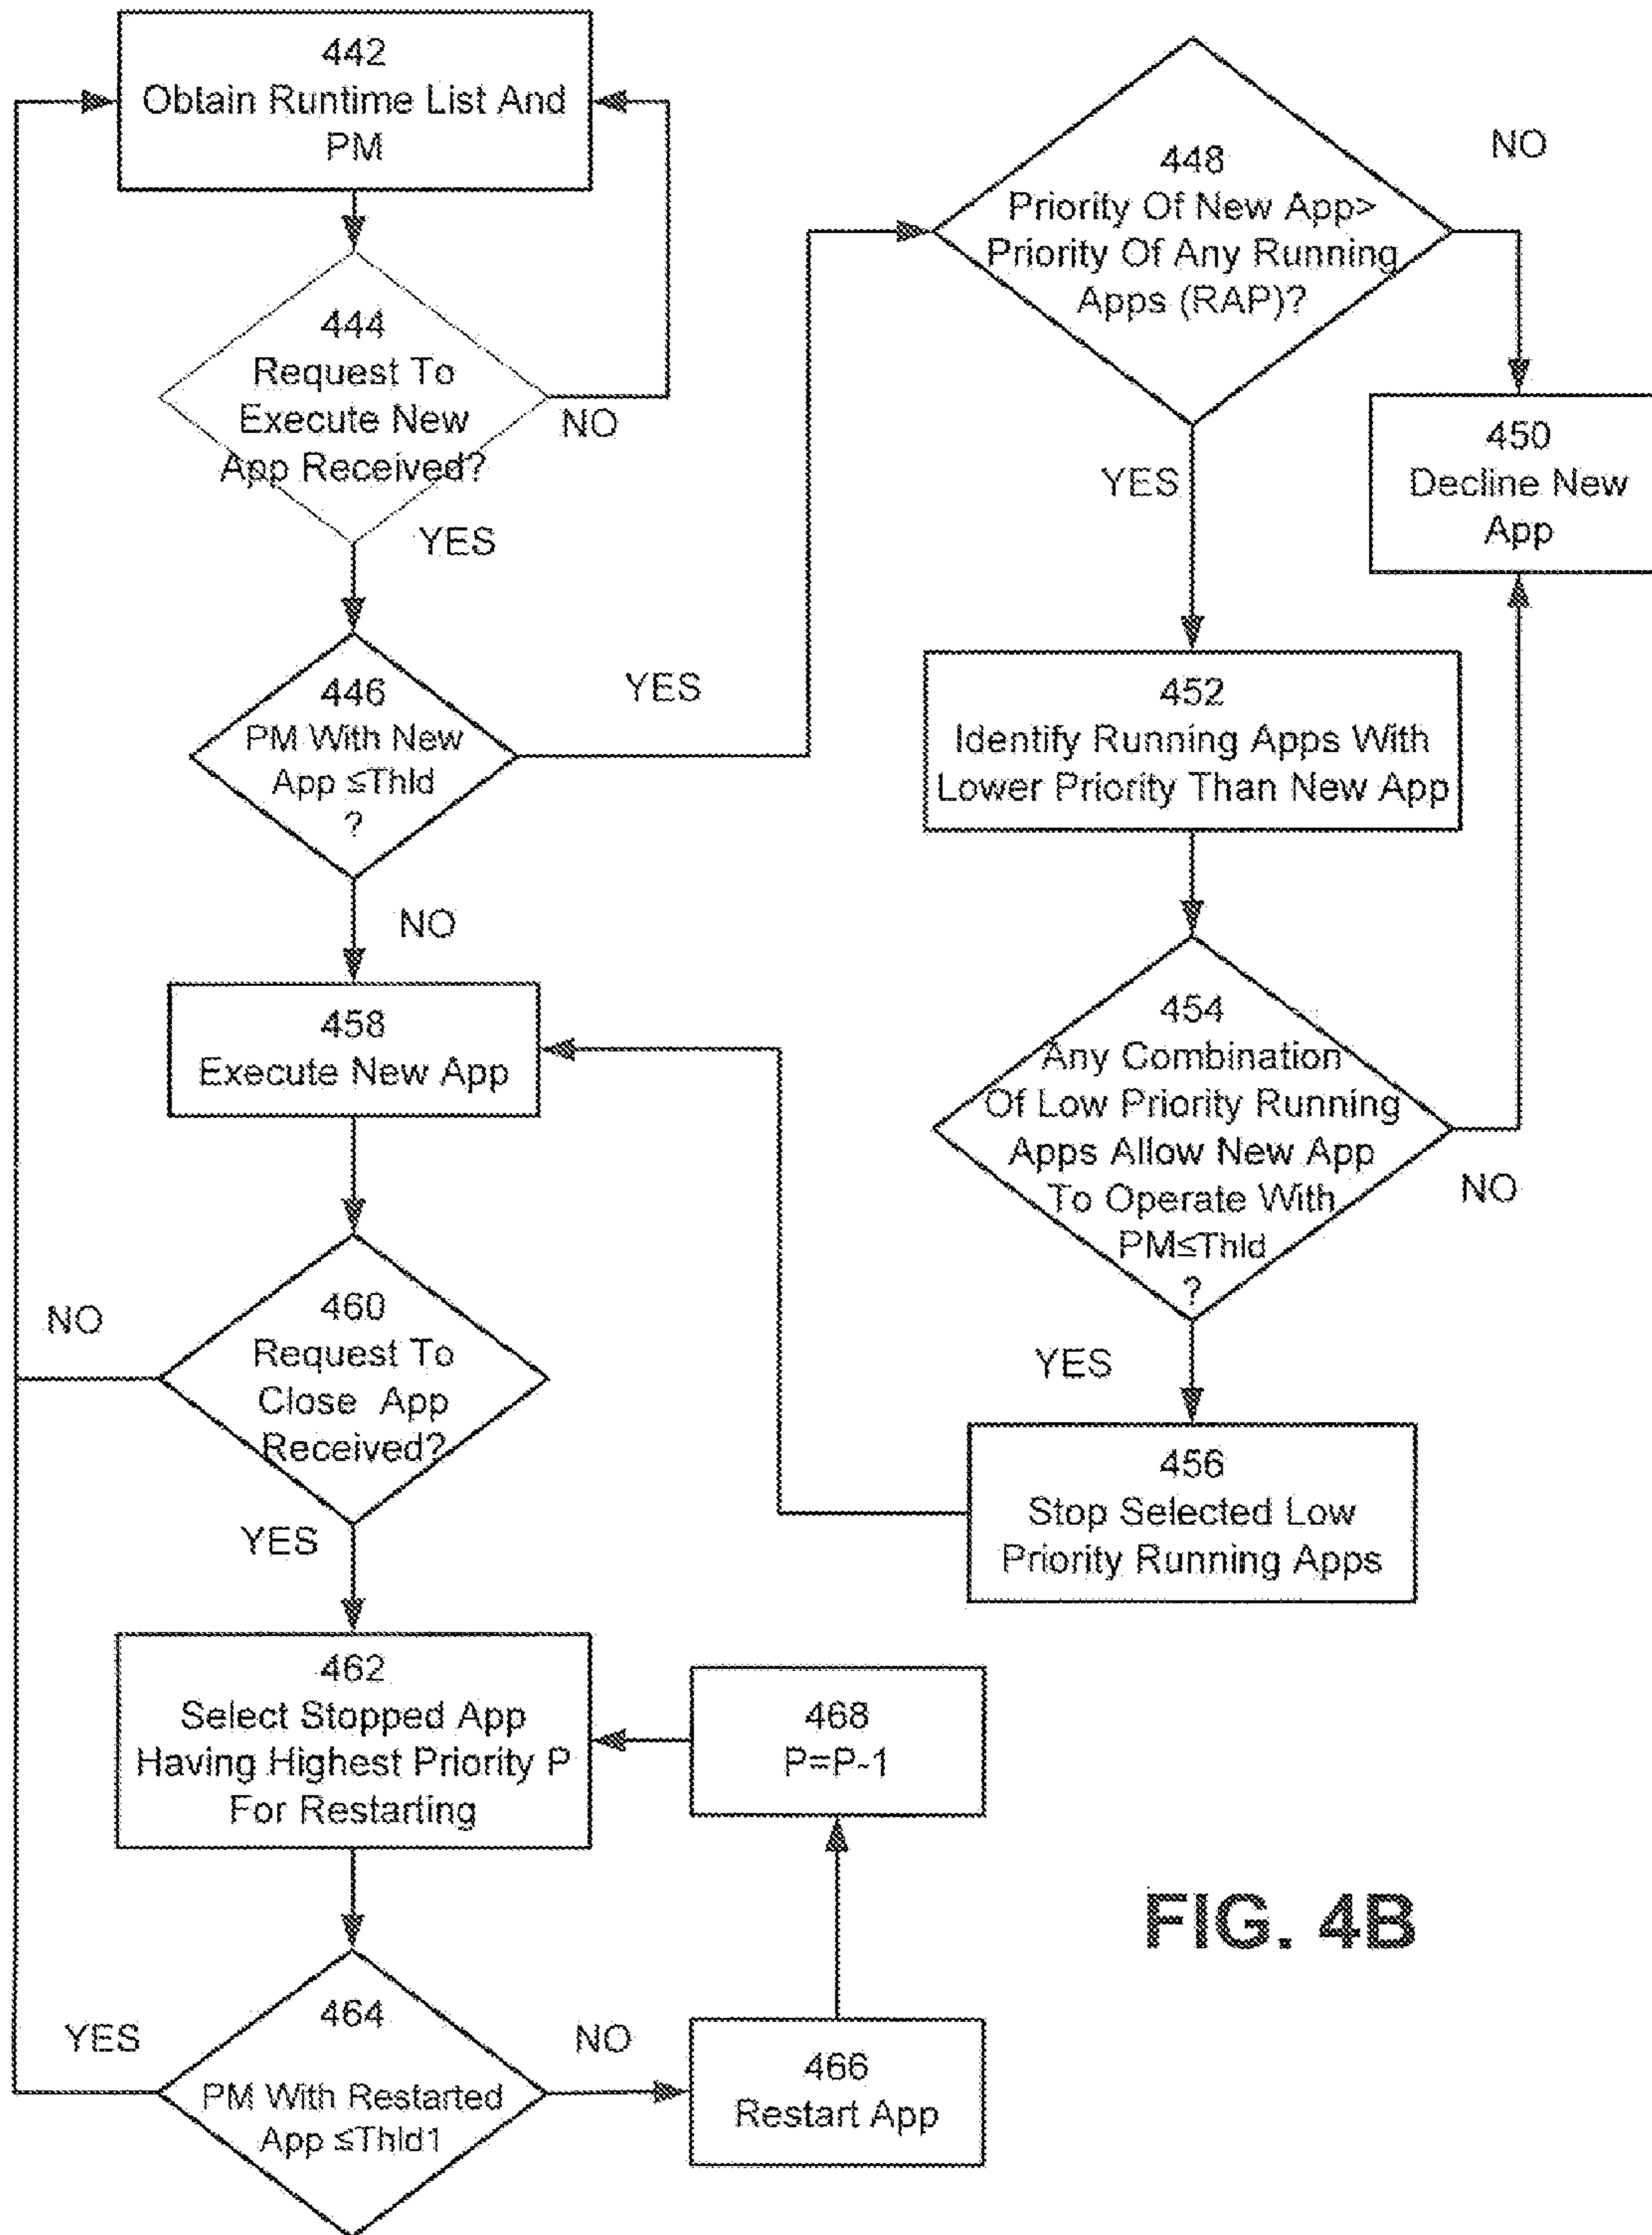 442
Obtain Runtime List And
PM
444
Request To
Execute New
App Received?
NO
YES
446
PM With New
App ≤Thld
?
YES
NO
458
Execute New App
460
Request To
Close App
Received?
NO
YES
462
Select Stopped App
Having Highest Priority P
For Restarting
464
PM With Restarted
App ≤Thld1
YES
NO
466
Restart App
468
P=P-1
448
Priority Of New App>
Priority Of Any Running
Apps (RAP)?
NO
YES
450
Decline New
App
452
Identify Running Apps With
Lower Priority Than New App
454
Any Combination
Of Low Priority Running
Apps Allow New App
To Operate With
PM≤Thld
?
NO
YES
456
Stop Selected Low
Priority Running Apps
FIG. 4B